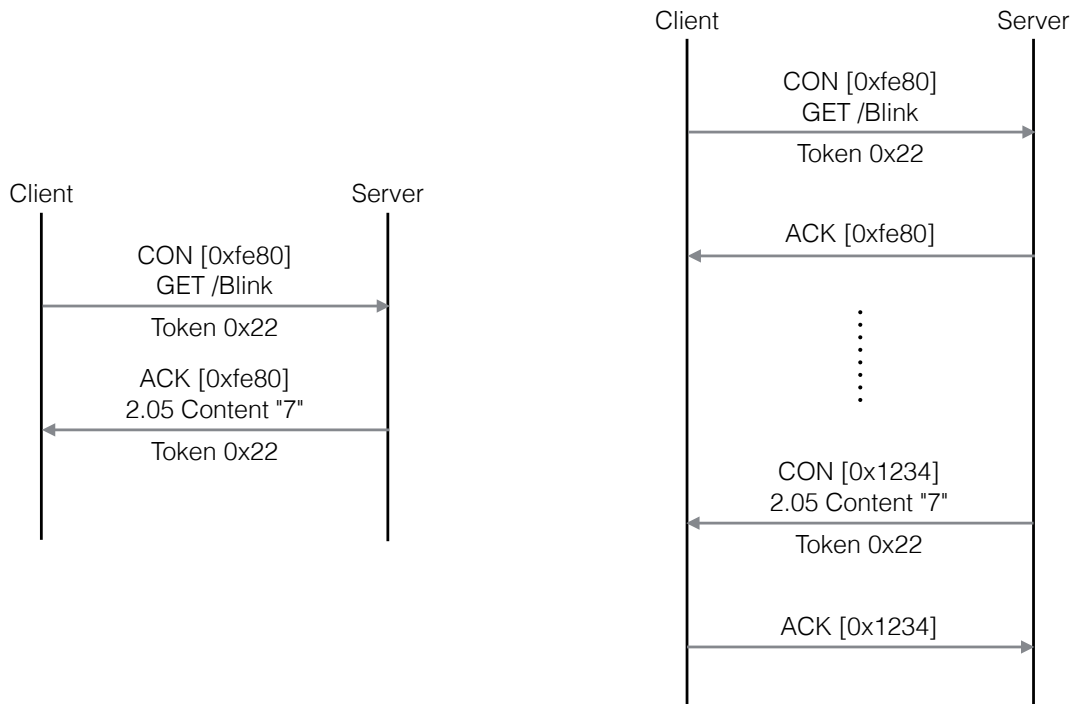 Client Server
CON [0xfe80]
GET /Blink
Token 0x22
ACK [0xfe80]
2.05 Content "7"
Token 0x22
Client Server
CON [0xfe80]
GET /Blink
Token 0x22
ACK [0xfe80]
CON [0x1234]
2.05 Content "7"
Token 0x22
ACK [0x1234]